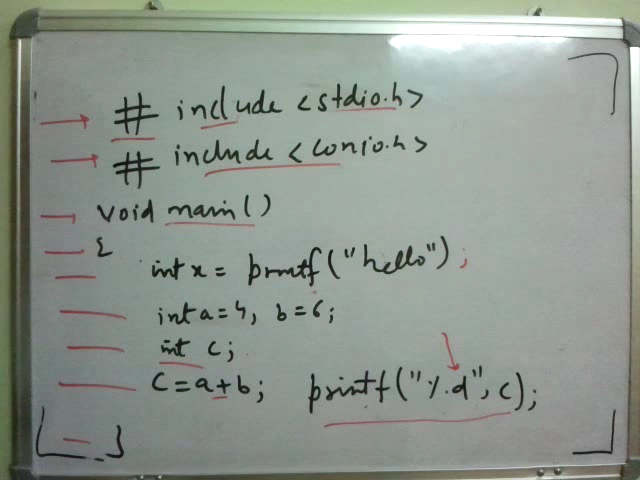 # include <stdio.h>
# include <conio.h>
void main()
{
int x = printf("hello");
int a=4, b=6;
int c;
c=a+b; printf("%d", c);
}